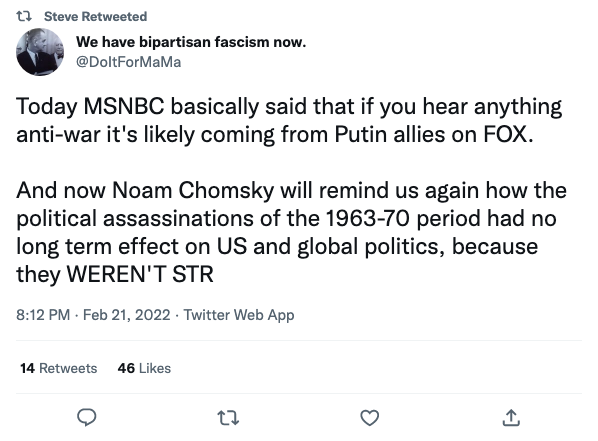 Steve Retweeted
We have bipartisan fascism now.
@DoItForMaMa
Today MSNBC basically said that if you hear anything
anti-war it's likely coming from Putin allies on FOX.
And now Noam Chomsky will remind us again how the
political assassinations of the 1963-70 period had no
long term effect on US and global politics, because
they WEREN'T STR
8:12 PM · Feb 21, 2022 · Twitter Web App
14 Retweets 46 Likes